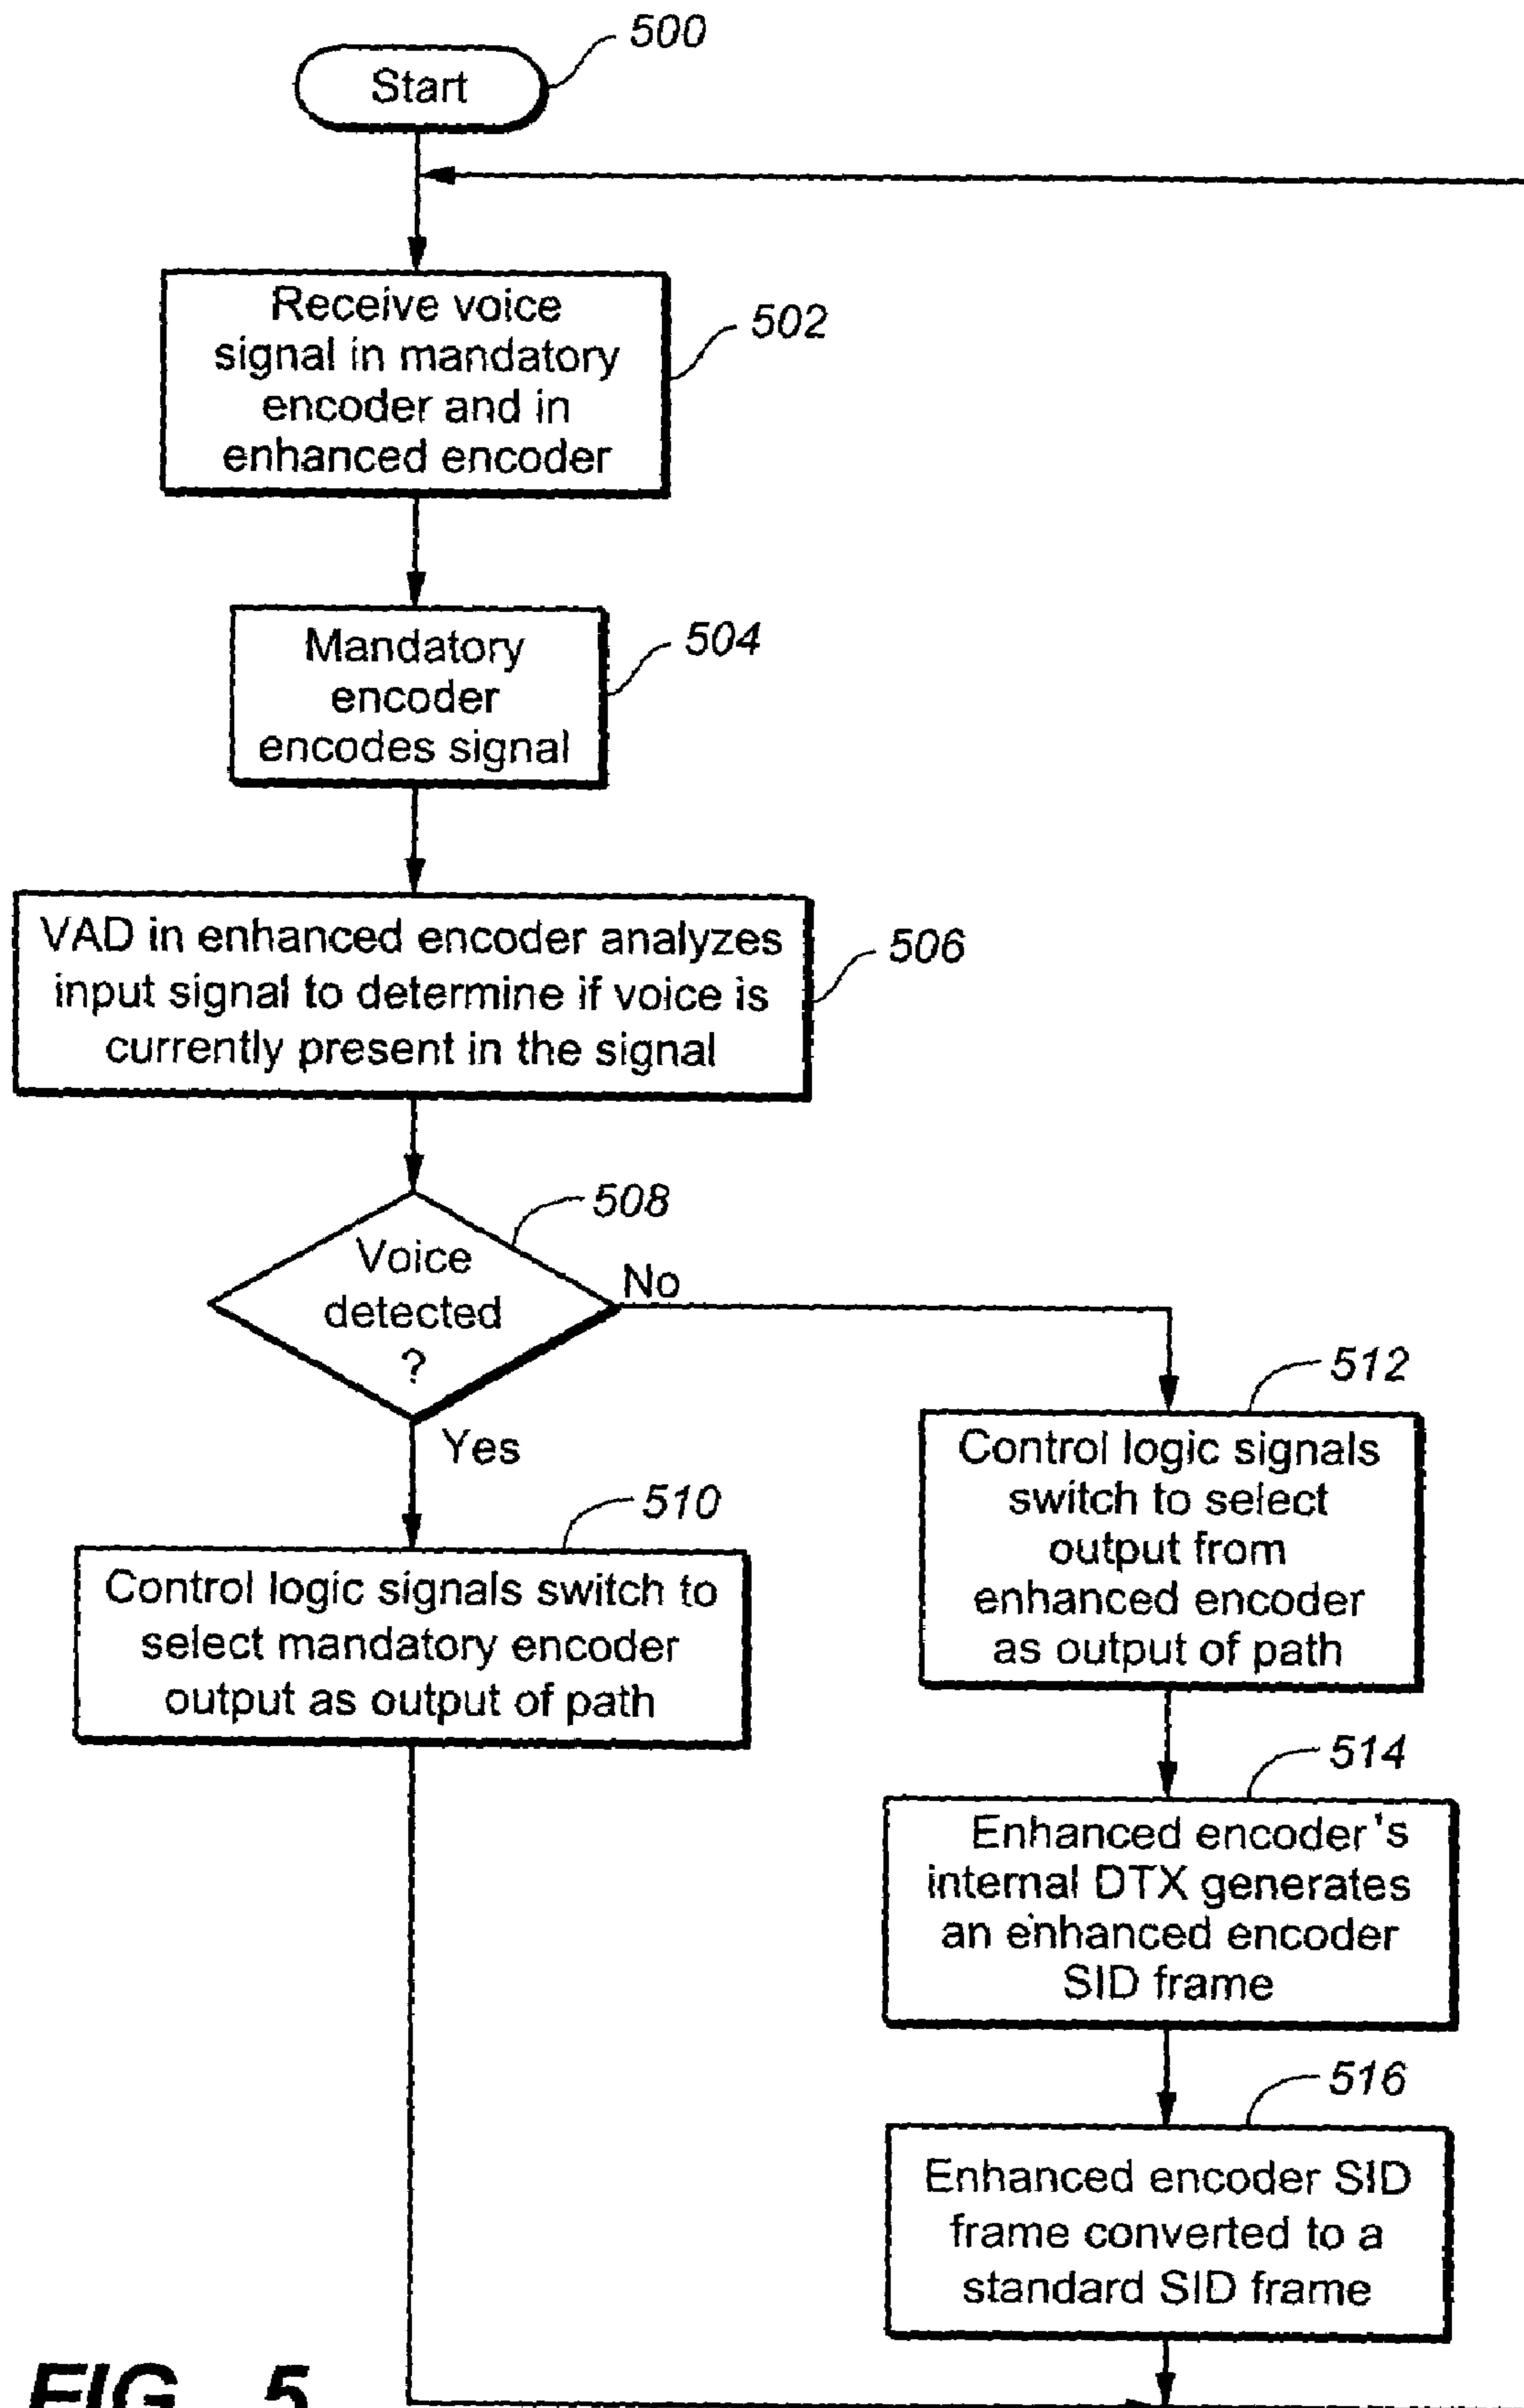 500
Start
Receive voice
signal in mandatory
encoder and in
enhanced encoder
502
Mandatory
encoder
encodes signal
504
VAD in enhanced encoder analyzes
input signal to determine if voice is
currently present in the signal
506
508
Voice
detected
?
No
Yes
510
Control logic signals switch to
select mandatory encoder
output as output of path
512
Control logic signals
switch to select
output from
enhanced encoder
as output of path
514
Enhanced encoder's
internal DTX generates
an enhanced encoder
SID frame
516
Enhanced encoder SID
frame converted to a
standard SID frame
FIG. 5